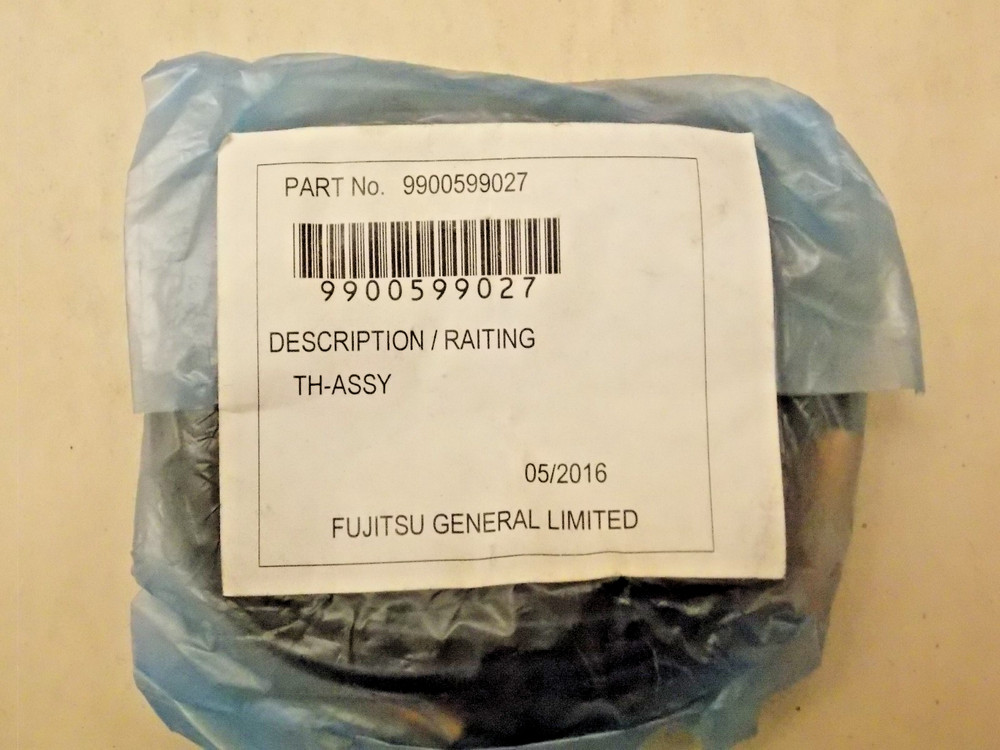 PART No. 9900599027
9900599027
DESCRIPTION / RAITING
TH-ASSY
05/2016
FUJITSU GENERAL LIMITED